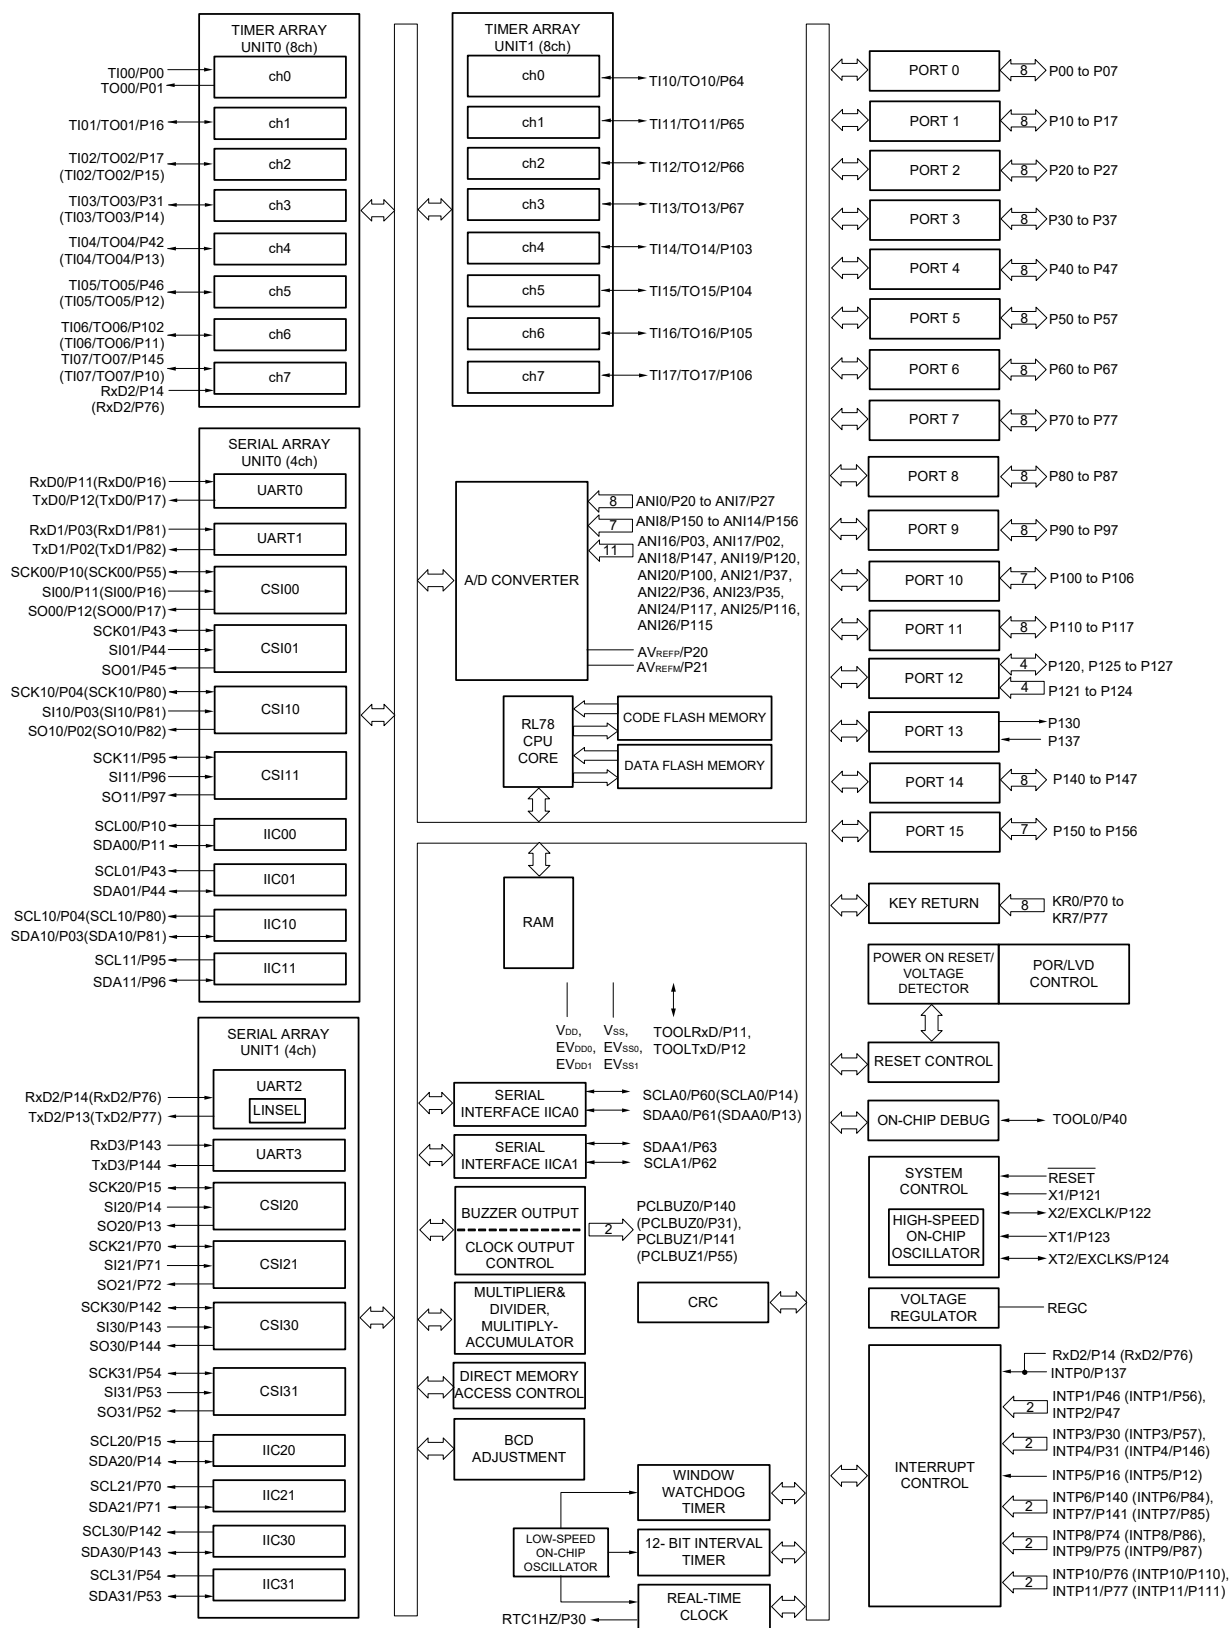 TIMER ARRAY
UNIT0 (8ch)
ch0
TI00/P00
TO00/P01
ch1
TI01/TO01/P16
ch2
TI02/TO02/P17
(TI02/TO02/P15)
ch3
TI03/TO03/P31
(TI03/TO03/P14)
ch4
TI04/TO04/P42
(TI04/TO04/P13)
ch5
TI05/TO05/P46
(TI05/TO05/P12)
ch6
TI06/TO06/P102
(TI06/TO06/P11)
ch7
TI07/TO07/P145
(TI07/TO07/P10)
RxD2/P14
(RxD2/P76)
SERIAL ARRAY
UNIT0 (4ch)
UART0
RxD0/P11(RxD0/P16)
TxD0/P12(TxD0/P17)
UART1
RxD1/P03(RxD1/P81)
TxD1/P02(TxD1/P82)
CSI00
SCK00/P10(SCK00/P55)
SI00/P11(SI00/P16)
SO00/P12(SO00/P17)
CSI01
SCK01/P43
SI01/P44
SO01/P45
CSI10
SCK10/P04(SCK10/P80)
SI10/P03(SI10/P81)
SO10/P02(SO10/P82)
CSI11
SCK11/P95
SI11/P96
SO11/P97
IIC00
SCL00/P10
SDA00/P11
IIC01
SCL01/P43
SDA01/P44
IIC10
SCL10/P04(SCL10/P80)
SDA10/P03(SDA10/P81)
IIC11
SCL11/P95
SDA11/P96
SERIAL ARRAY
UNIT1 (4ch)
UART2
LINSEL
RxD2/P14(RxD2/P76)
TxD2/P13(TxD2/P77)
UART3
RxD3/P143
TxD3/P144
CSI20
SCK20/P15
SI20/P14
SO20/P13
CSI21
SCK21/P70
SI21/P71
SO21/P72
CSI30
SCK30/P142
SI30/P143
SO30/P144
CSI31
SCK31/P54
SI31/P53
SO31/P52
IIC20
SCL20/P15
SDA20/P14
IIC21
SCL21/P70
SDA21/P71
IIC30
SCL30/P142
SDA30/P143
IIC31
SCL31/P54
SDA31/P53
TIMER ARRAY
UNIT1 (8ch)
ch0
TI10/TO10/P64
ch1
TI11/TO11/P65
ch2
TI12/TO12/P66
ch3
TI13/TO13/P67
ch4
TI14/TO14/P103
ch5
TI15/TO15/P104
ch6
TI16/TO16/P105
ch7
TI17/TO17/P106
A/D CONVERTER
8
ANI0/P20 to ANI7/P27
7
ANI8/P150 to ANI14/P156
11
ANI16/P03, ANI17/P02,
ANI18/P147, ANI19/P120,
ANI20/P100, ANI21/P37,
ANI22/P36, ANI23/P35,
ANI24/P117, ANI25/P116,
ANI26/P115
AVREFP/P20
AVREFM/P21
RL78
CPU
CORE
CODE FLASH MEMORY
DATA FLASH MEMORY
RAM
VDD,
EVDD0,
EVDD1
VSS,
EVSS0,
EVSS1
TOOLRxD/P11,
TOOLTxD/P12
SERIAL
INTERFACE IICA0
SCLA0/P60(SCLA0/P14)
SDAA0/P61(SDAA0/P13)
SERIAL
INTERFACE IICA1
SDAA1/P63
SCLA1/P62
BUZZER OUTPUT
CLOCK OUTPUT
CONTROL
2
PCLBUZ0/P140
(PCLBUZ0/P31),
PCLBUZ1/P141
(PCLBUZ1/P55)
MULTIPLIER&
DIVIDER,
MULITIPLY-
ACCUMULATOR
CRC
DIRECT MEMORY
ACCESS CONTROL
BCD
ADJUSTMENT
WINDOW
WATCHDOG
TIMER
LOW-SPEED
ON-CHIP
OSCILLATOR
12- BIT INTERVAL
TIMER
REAL-TIME
CLOCK
RTC1HZ/P30
PORT 0
8
P00 to P07
PORT 1
8
P10 to P17
PORT 2
8
P20 to P27
PORT 3
8
P30 to P37
PORT 4
8
P40 to P47
PORT 5
8
P50 to P57
PORT 6
8
P60 to P67
PORT 7
8
P70 to P77
PORT 8
8
P80 to P87
PORT 9
8
P90 to P97
PORT 10
7
P100 to P106
PORT 11
8
P110 to P117
PORT 12
4
P120, P125 to P127
4
P121 to P124
PORT 13
P130
P137
PORT 14
8
P140 to P147
PORT 15
7
P150 to P156
KEY RETURN
8
KR0/P70 to
KR7/P77
POWER ON RESET/
VOLTAGE
DETECTOR
POR/LVD
CONTROL
RESET CONTROL
ON-CHIP DEBUG
TOOL0/P40
SYSTEM
CONTROL
HIGH-SPEED
ON-CHIP
OSCILLATOR
RESET
X1/P121
X2/EXCLK/P122
XT1/P123
XT2/EXCLKS/P124
VOLTAGE
REGULATOR
REGC
INTERRUPT
CONTROL
RxD2/P14 (RxD2/P76)
INTP0/P137
2
INTP1/P46 (INTP1/P56),
INTP2/P47
2
INTP3/P30 (INTP3/P57),
INTP4/P31 (INTP4/P146)
INTP5/P16 (INTP5/P12)
2
INTP6/P140 (INTP6/P84),
INTP7/P141 (INTP7/P85)
2
INTP8/P74 (INTP8/P86),
INTP9/P75 (INTP9/P87)
2
INTP10/P76 (INTP10/P110),
INTP11/P77 (INTP11/P111)